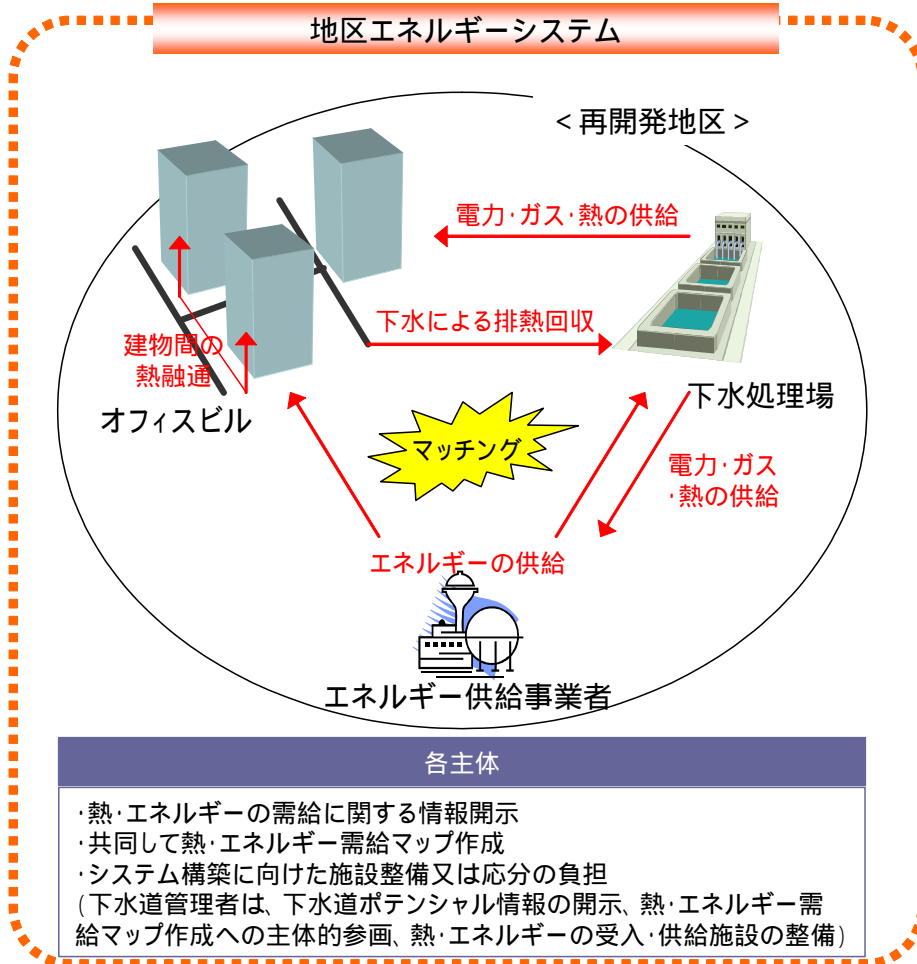 地区エネルギーシステム
<再開発地区>
電力・ガス・熱の供給
下水による排熱回収
建物間の
熱融通
オフィスビル
下水処理場
マッチング
電力・ガス
・熱の供給
エネルギーの供給
エネルギー供給事業者
各主体
・熱・エネルギーの需給に関する情報開示
・共同して熱・エネルギー需給マップ作成
・システム構築に向けた施設整備又は応分の負担
(下水道管理者は、下水道ポテンシャル情報の開示、熱・エネルギー需
給マップ作成への主体的参画、熱・エネルギーの受入・供給施設の整備)